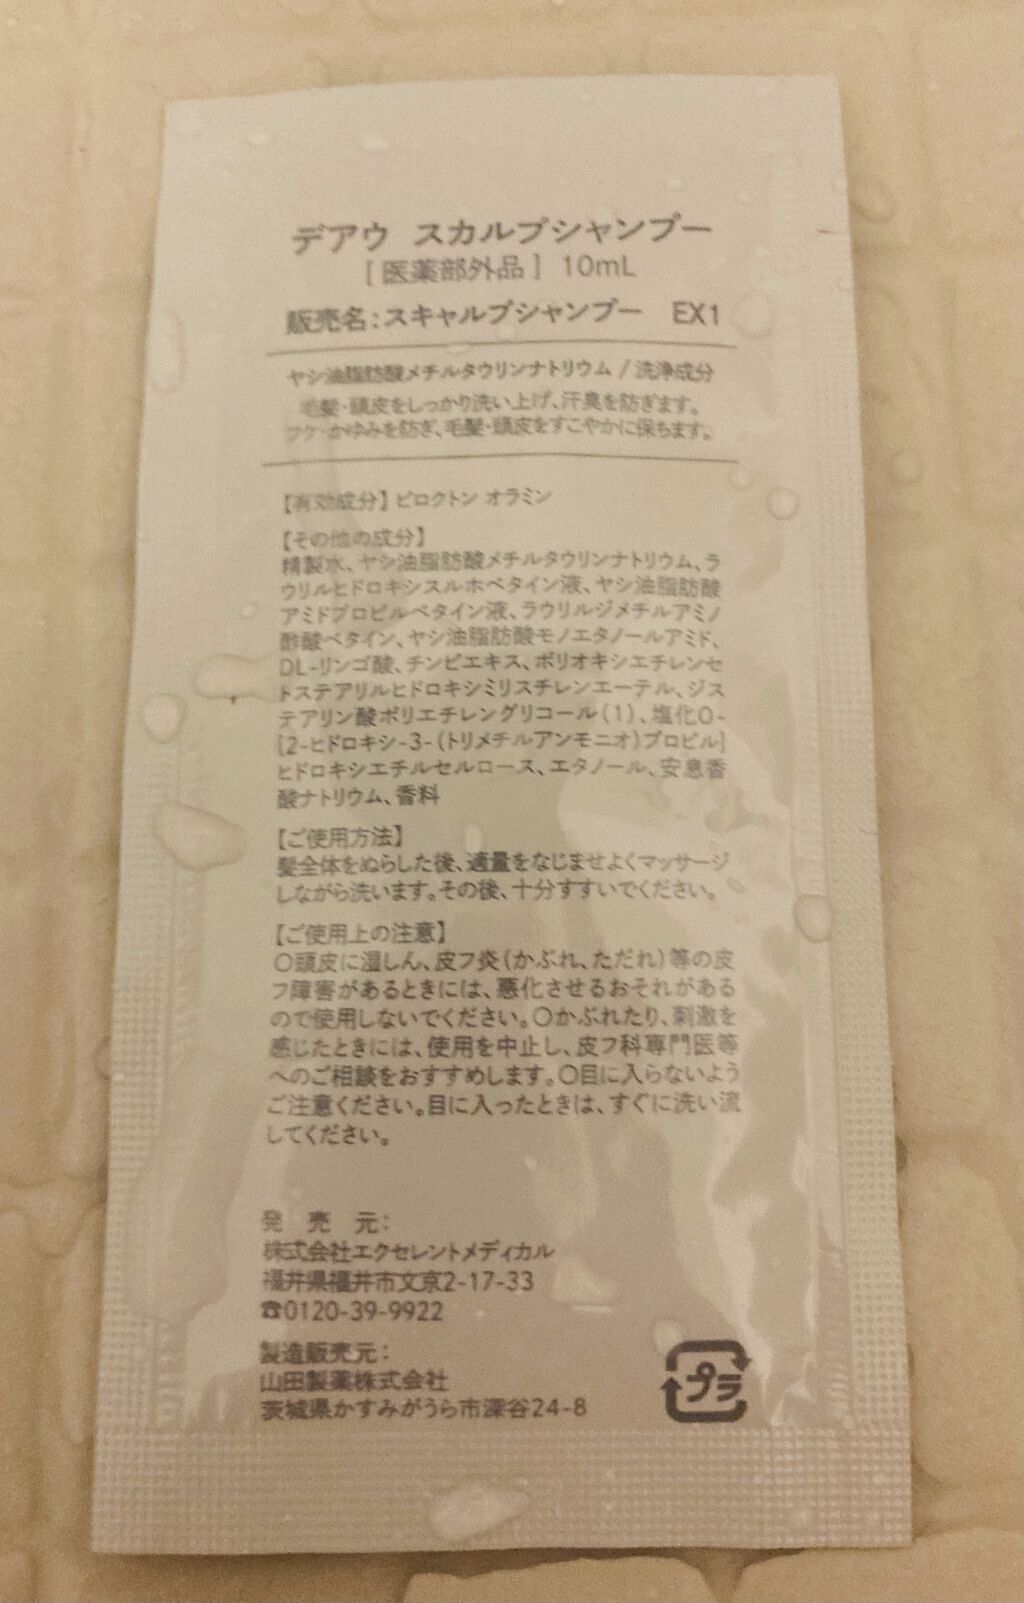 デアウ スカルプシャンプー
[医薬部外品] 10mL
販売名:スキャルプシャンプー EX1
ヤシ油脂肪酸メチルタウリンナトリウム / 洗浄成分
毛髪・頭皮をしっかり洗い上げ、汗臭を防ぎます。
フケ・かゆみを防ぎ、毛髪・頭皮をすこやかに保ちます。
【有効成分】ピロクトン オラミン
【その他の成分】
精製水、ヤシ油脂肪酸メチルタウリンナトリウム、ラ
ウリルヒドロキシスルホベタイン液、ヤシ油脂肪酸
アミドプロピルベタイン液、ラウリルジメチルアミノ
酢酸ベタイン、ヤシ油脂肪酸モノエタノールアミド、
DL-リンゴ酸、チンピエキス、ポリオキシエチレンセ
トステアリルヒドロキシミリスチレンエーテル、ジス
テアリン酸ポリエチレングリコール(1)、塩化O-
[2-ヒドロキシ-3-(トリメチルアンモニオ)プロピル]
ヒドロキシエチルセルロース、エタノール、安息香
酸ナトリウム、香料
【ご使用方法】
髪全体をぬらした後、適量をなじませよくマッサージ
しながら洗います。その後、十分すすいでください。
【ご使用上の注意】
○頭皮に湿しん、皮フ炎(かぶれ、ただれ)等の皮
フ障害があるときには、悪化させるおそれがある
ので使用しないでください。○かぶれたり、刺激を
感じたときには、使用を中止し、皮フ科専門医等
へのご相談をおすすめします。○目に入らないよう
ご注意ください。目に入ったときは、すぐに洗い流
してください。
発 売 元:
株式会社エクセレントメディカル
福井県福井市文京2-17-33
☎0120-39-9922
製造販売元:
山田製薬株式会社
茨城県かすみがうら市深谷24-8
プラ